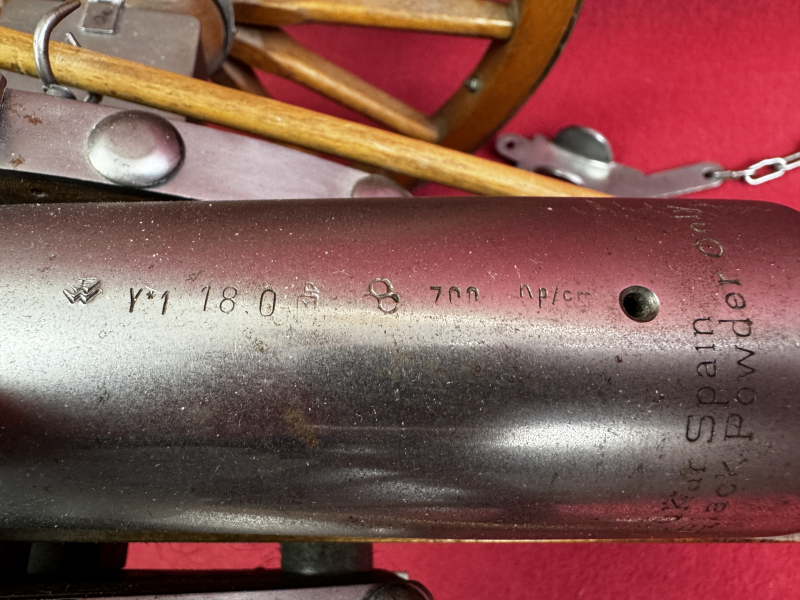 Y*1 18.0 700 Kp/cm
Spain
Black Powder Only